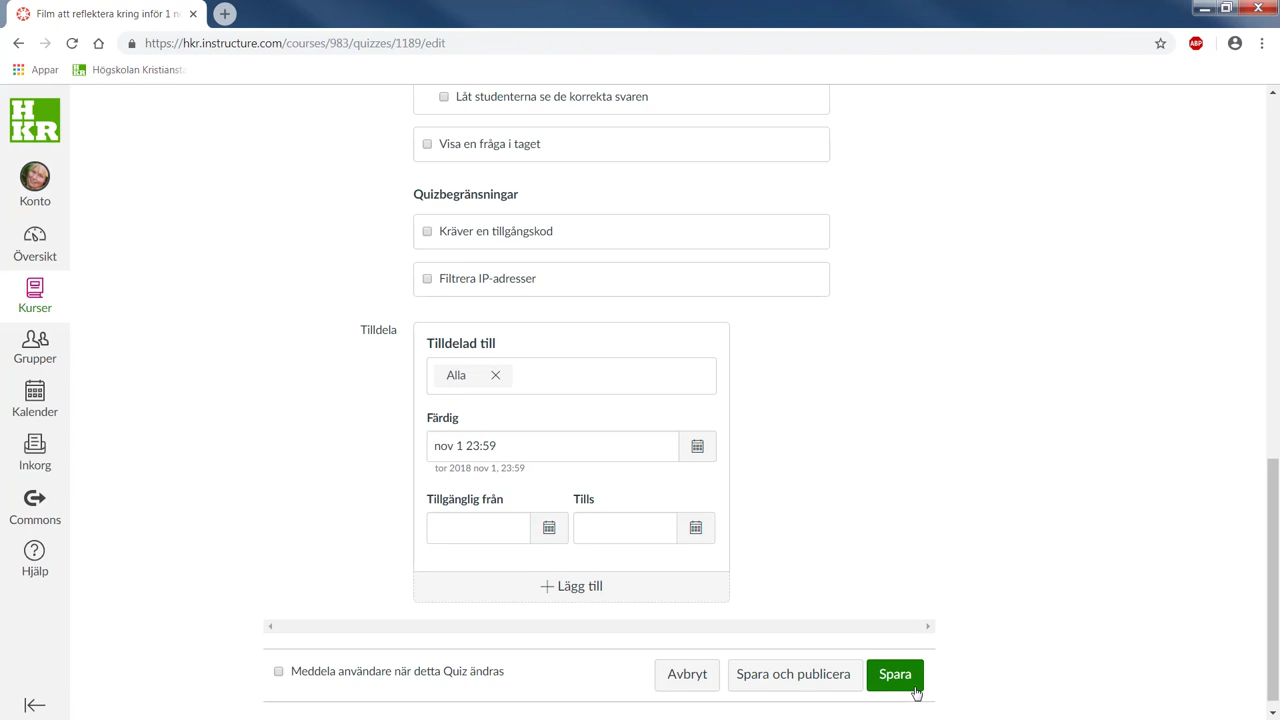 Film att reflektera kring inför 1 n
https://hkr.instructure.com/courses/983/quizzes/1189/edit
ABP
Appar
Högskolan Kristiansta
HKR
Konto
Översikt
Kurser
Grupper
Kalender
Inkorg
Commons
Hjälp
Låt studenterna se de korrekta svaren
Visa en fråga i taget
Quizbegränsningar
Kräver en tillgångskod
Filtrera IP-adresser
Tilldela
Tilldelad till
Alla
Färdig
nov 1 23:59
tor 2018 nov 1, 23:59
Tillgänglig från Tills
Lägg till
Meddela användare när detta Quiz ändras
Avbryt Spara och publicera Spara